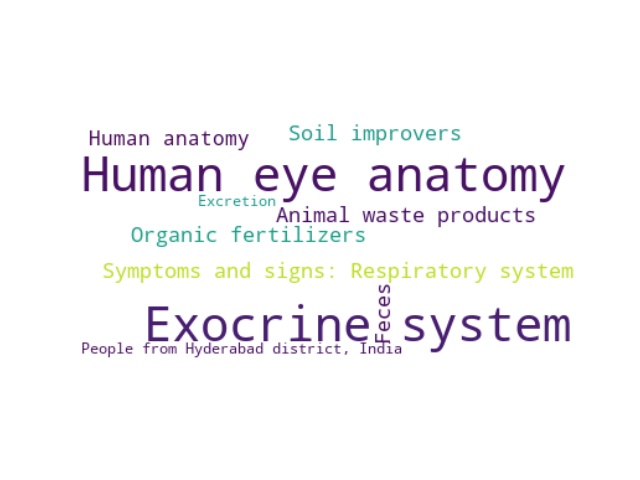 Human anatomy
Soil improvers
Human eye anatomy
Excretion
Animal waste products
Organic fertilizers
Symptoms and signs: Respiratory system
Feces
Exocrine system
People from Hyderabad district, India